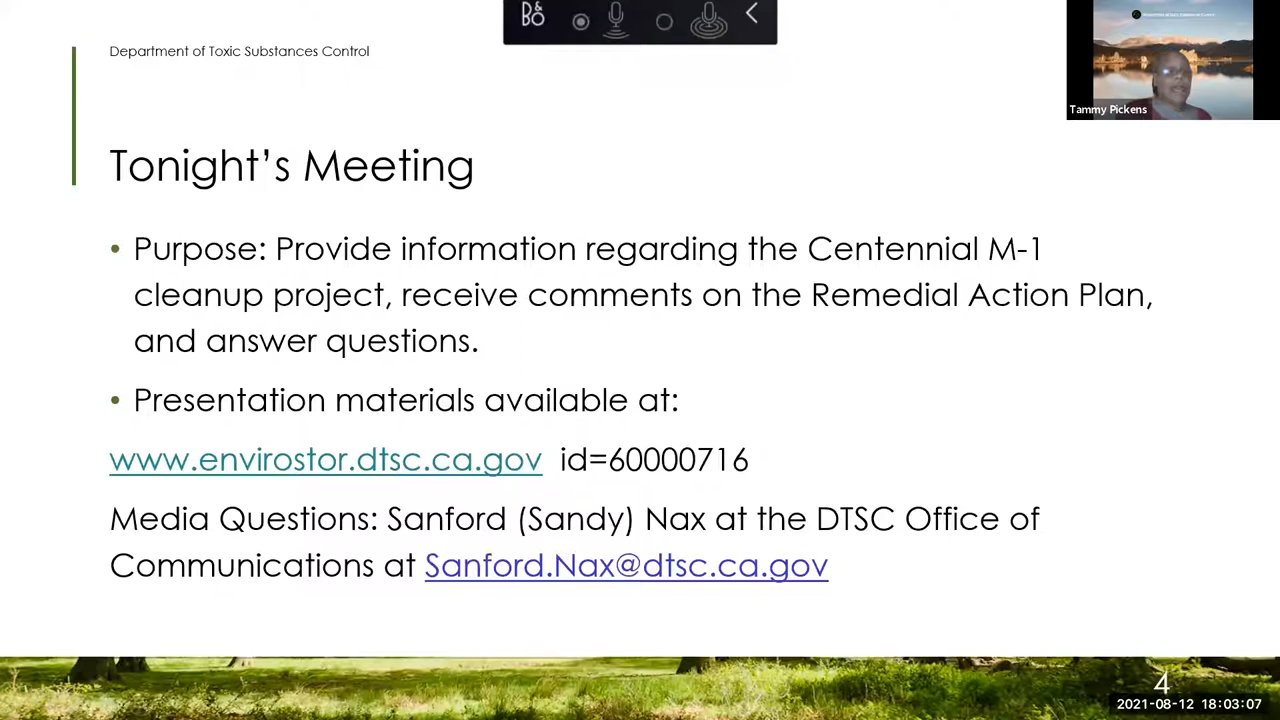 B&O
Department of Toxic Substances Control
Tammy Pickens
Tonight’s Meeting
• Purpose: Provide information regarding the Centennial M-1
cleanup project, receive comments on the Remedial Action Plan,
and answer questions.
• Presentation materials available at:
www.envirostor.dtsc.ca.gov id=60000716
Media Questions: Sanford (Sandy) Nax at the DTSC Office of
Communications at Sanford.Nax@dtsc.ca.gov
4
2021-08-12 18:03:07